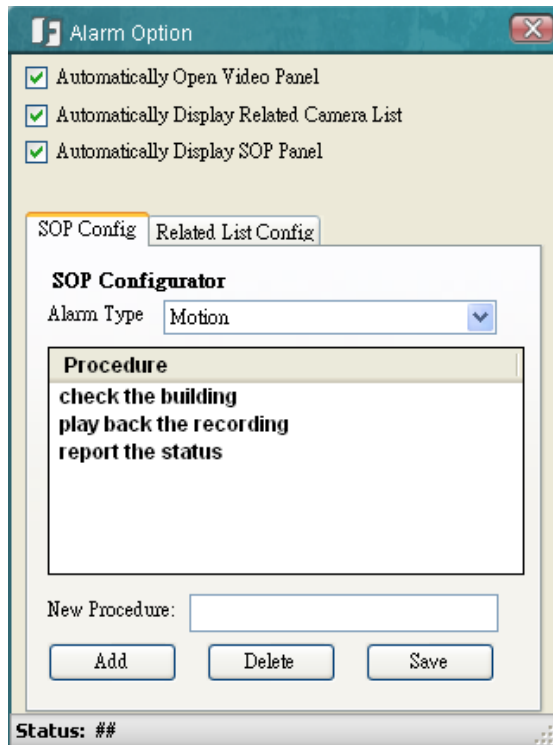 Alarm Option
Automatically Open Video Panel
Automatically Display Related Camera List
Automatically Display SOP Panel
SOP Config Related List Config
SOP Configurator
Alarm Type Motion
Procedure
check the building
play back the recording
report the status
New Procedure:
Add Delete Save
Status: ##